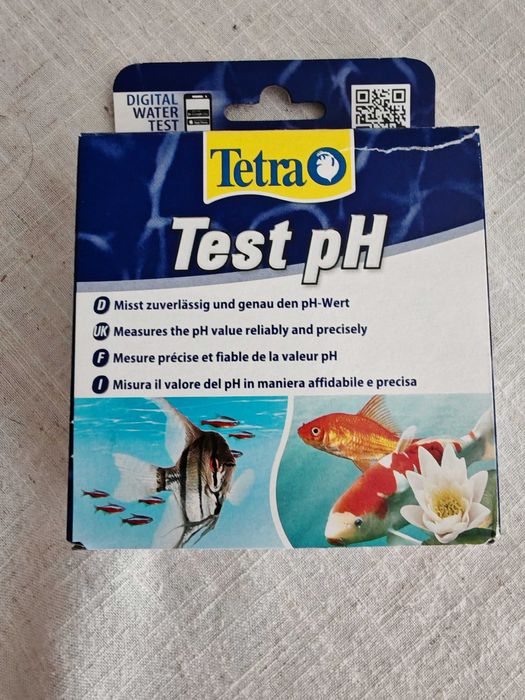 DIGITAL
WATER
TEST
Tetra
Test pH
D Misst zuverlässig und genau den pH-Wert
UK Measures the pH value reliably and precisely
F Mesure précise et fiable de la valeur pH
I Misura il valore del pH in maniera affidabile e precisa